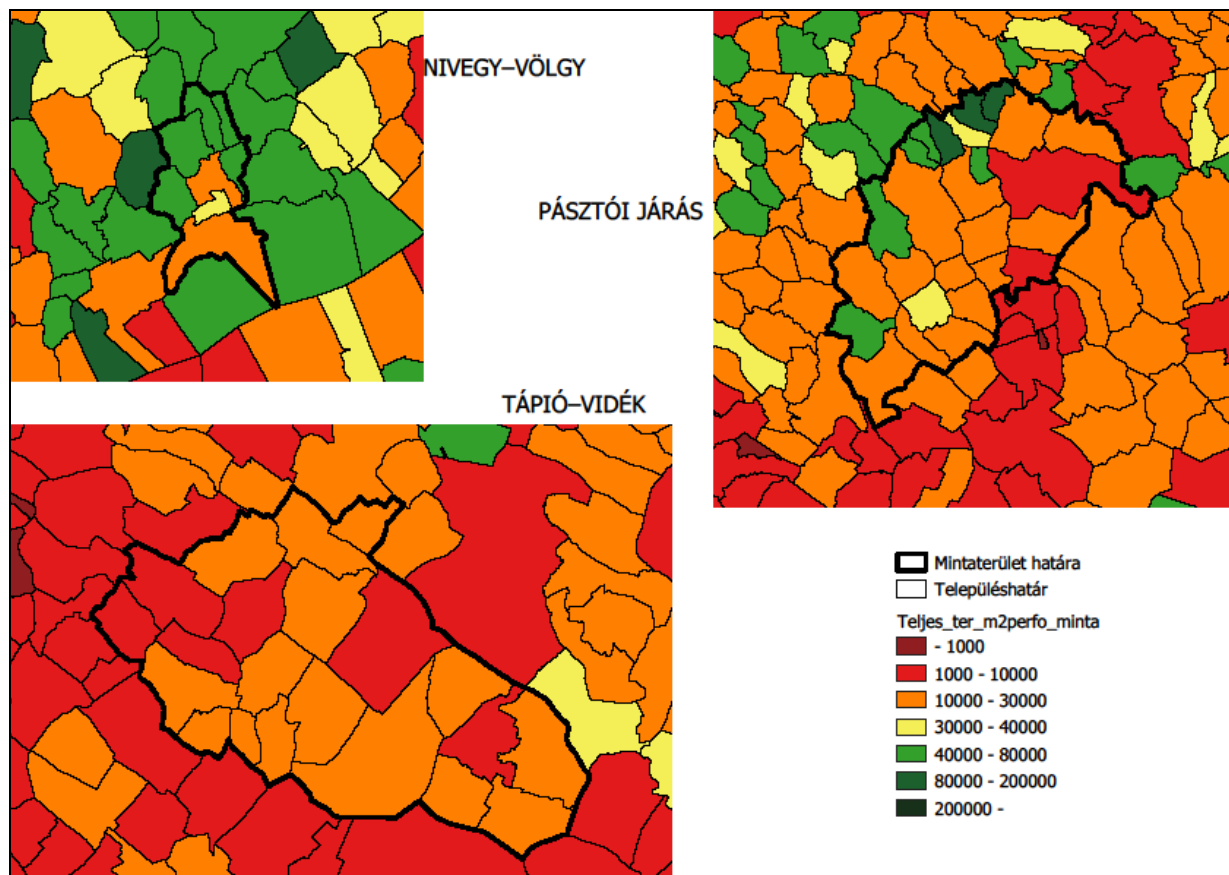 NIVEGY–VÖLGY
PÁSZTÓI JÁRÁS
TÁPIÓ–VIDÉK
Mintaterület határa
Településhatár
Teljes_ter_m2perfo_minta
- 1000
1000 - 10000
10000 - 30000
30000 - 40000
40000 - 80000
80000 - 200000
200000 -